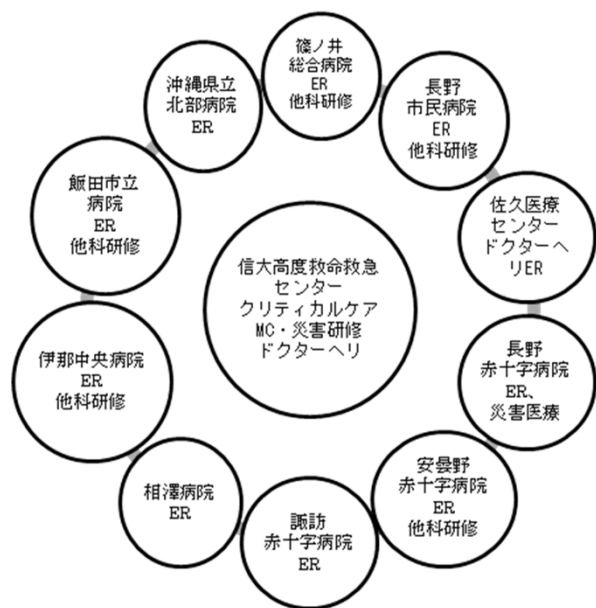 篠ノ井
総合病院
ER
他科研修
長野
市民病院
ER
他科研修
佐久医療
センター
ドクターヘ
リER
長野
赤十字病院
ER、
災害医療
安曇野
赤十字病院
ER
他科研修
諏訪
赤十字病院
ER
相澤病院
ER
伊那中央病院
ER
他科研修
飯田市立
病院
ER
他科研修
沖縄県立
北部病院
ER
信大高度救命救急
センター
クリティカルケア
MC・災害研修
ドクターヘリ